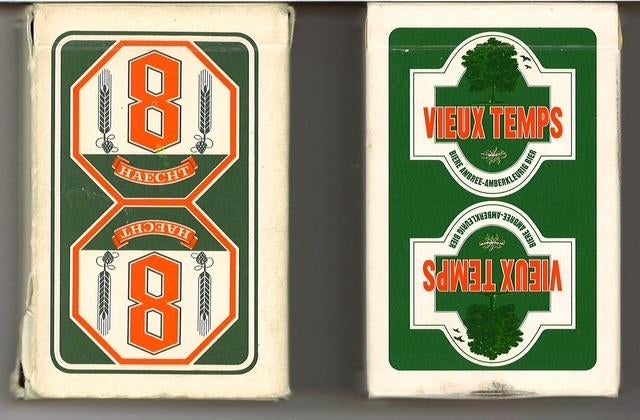 8
HAECHT
HAECHT
8
VIEUX TEMPS
BIERE AMBREE-AMBERKLEURIG BIER
BIERE AMBREE-AMBERKLEURIG BIER
VIEUX TEMPS